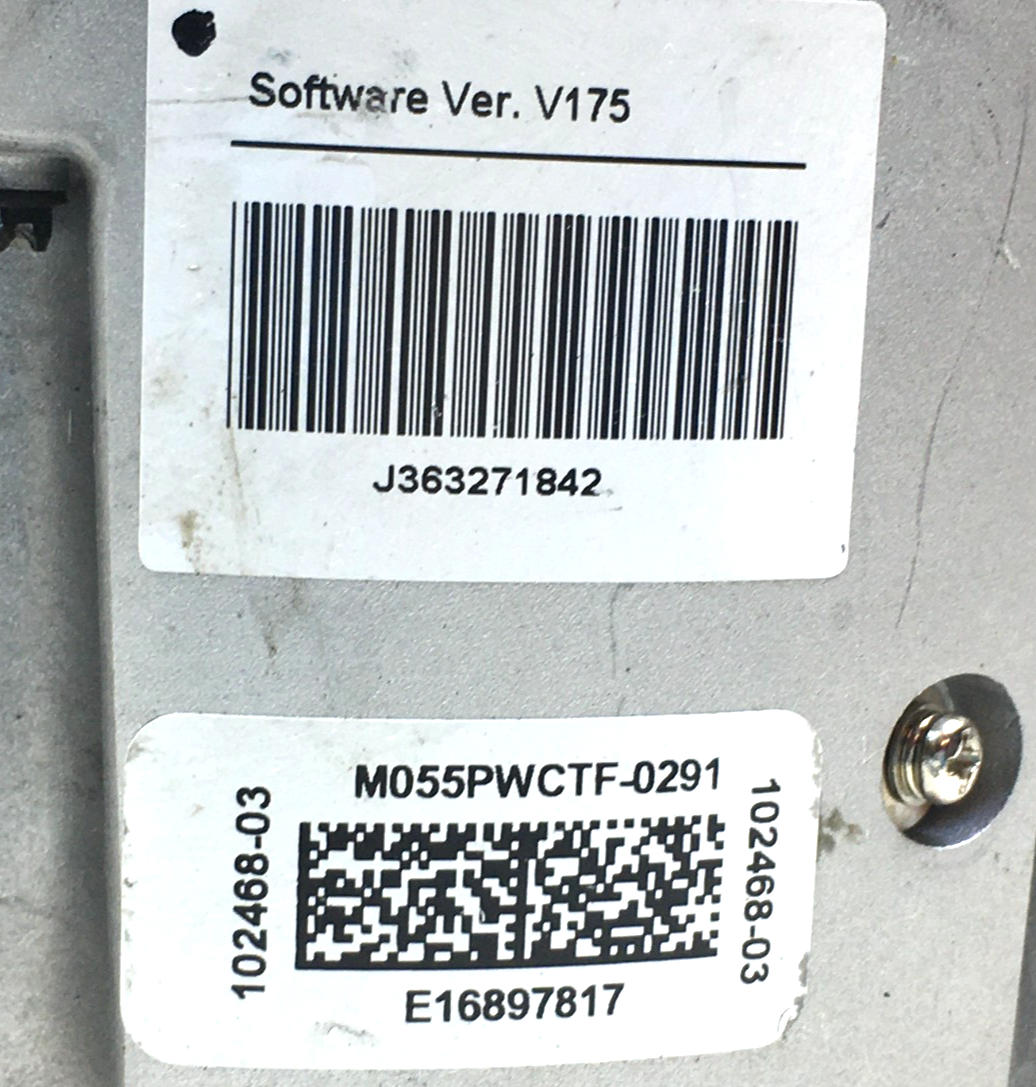 Software Ver. V175
J363271842
M055PWCTF-0291
102468-03
102468-03
E16897817